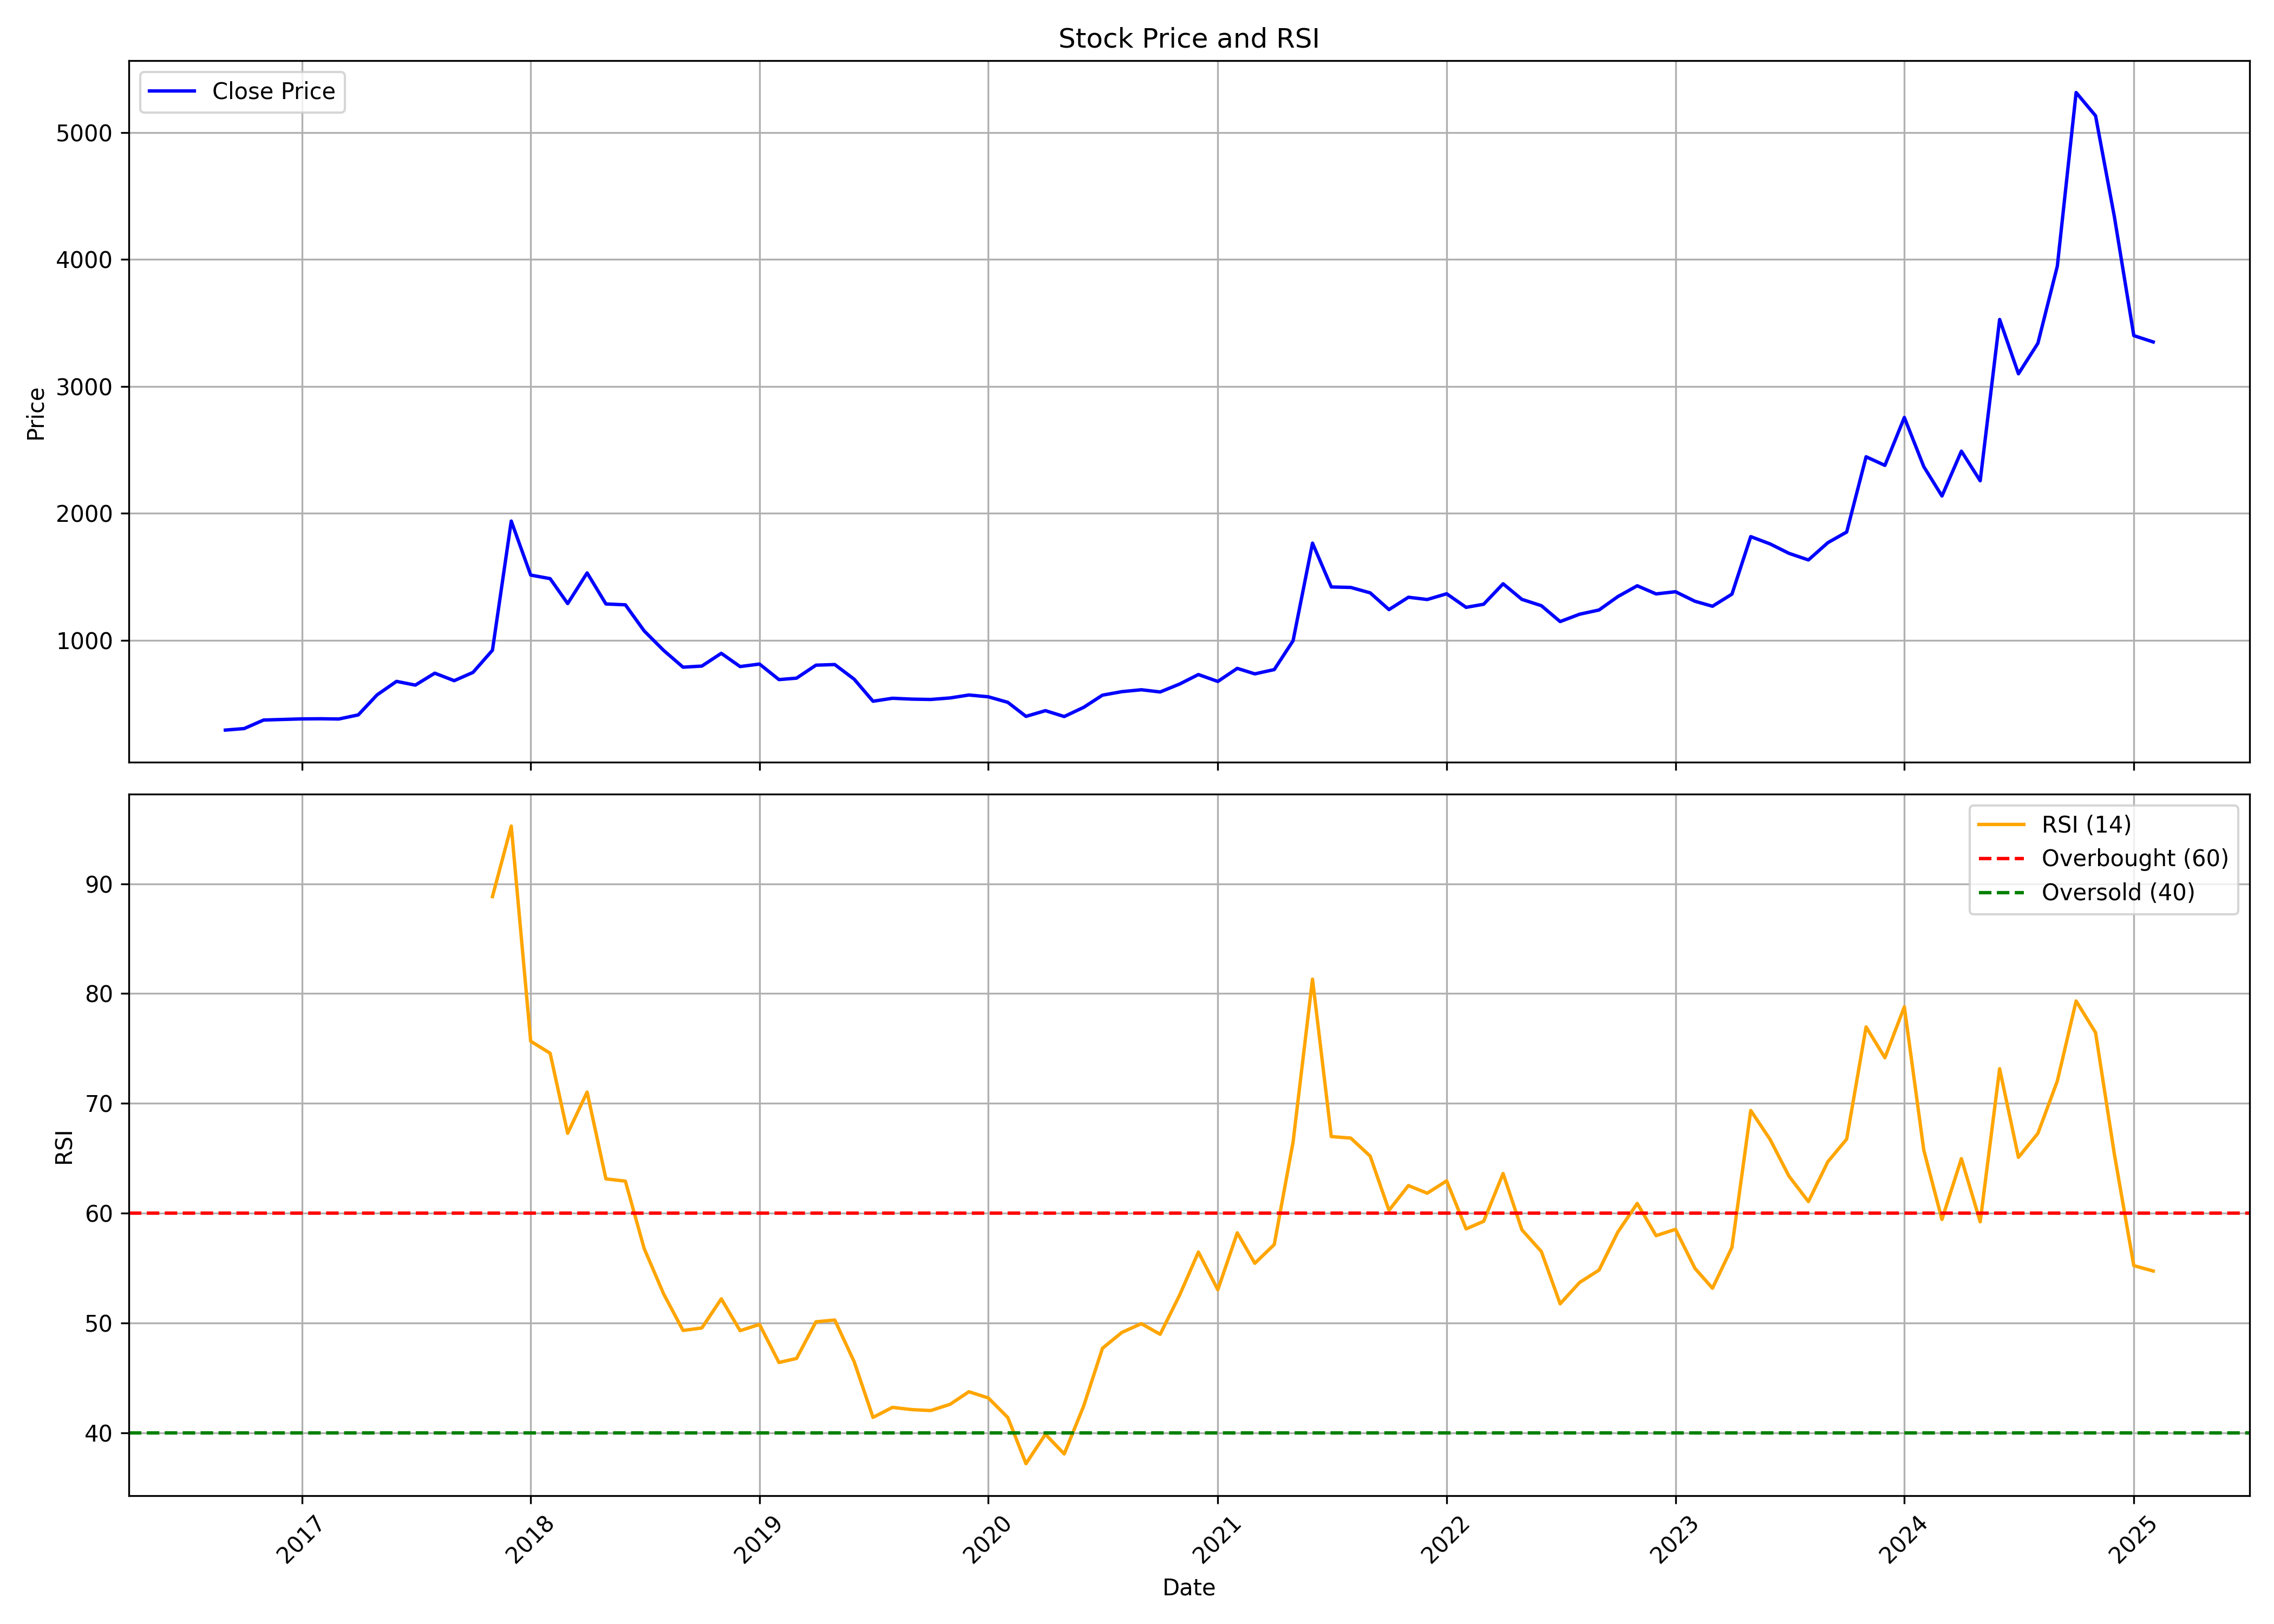 Stock Price and RSI
Close Price
5000
4000
3000
2000
1000
Price
RSI (14)
Overbought (60)
Oversold (40)
90
80
70
60
50
40
RSI
2017
2018
2019
2020
2021
2022
2023
2024
2025
Date